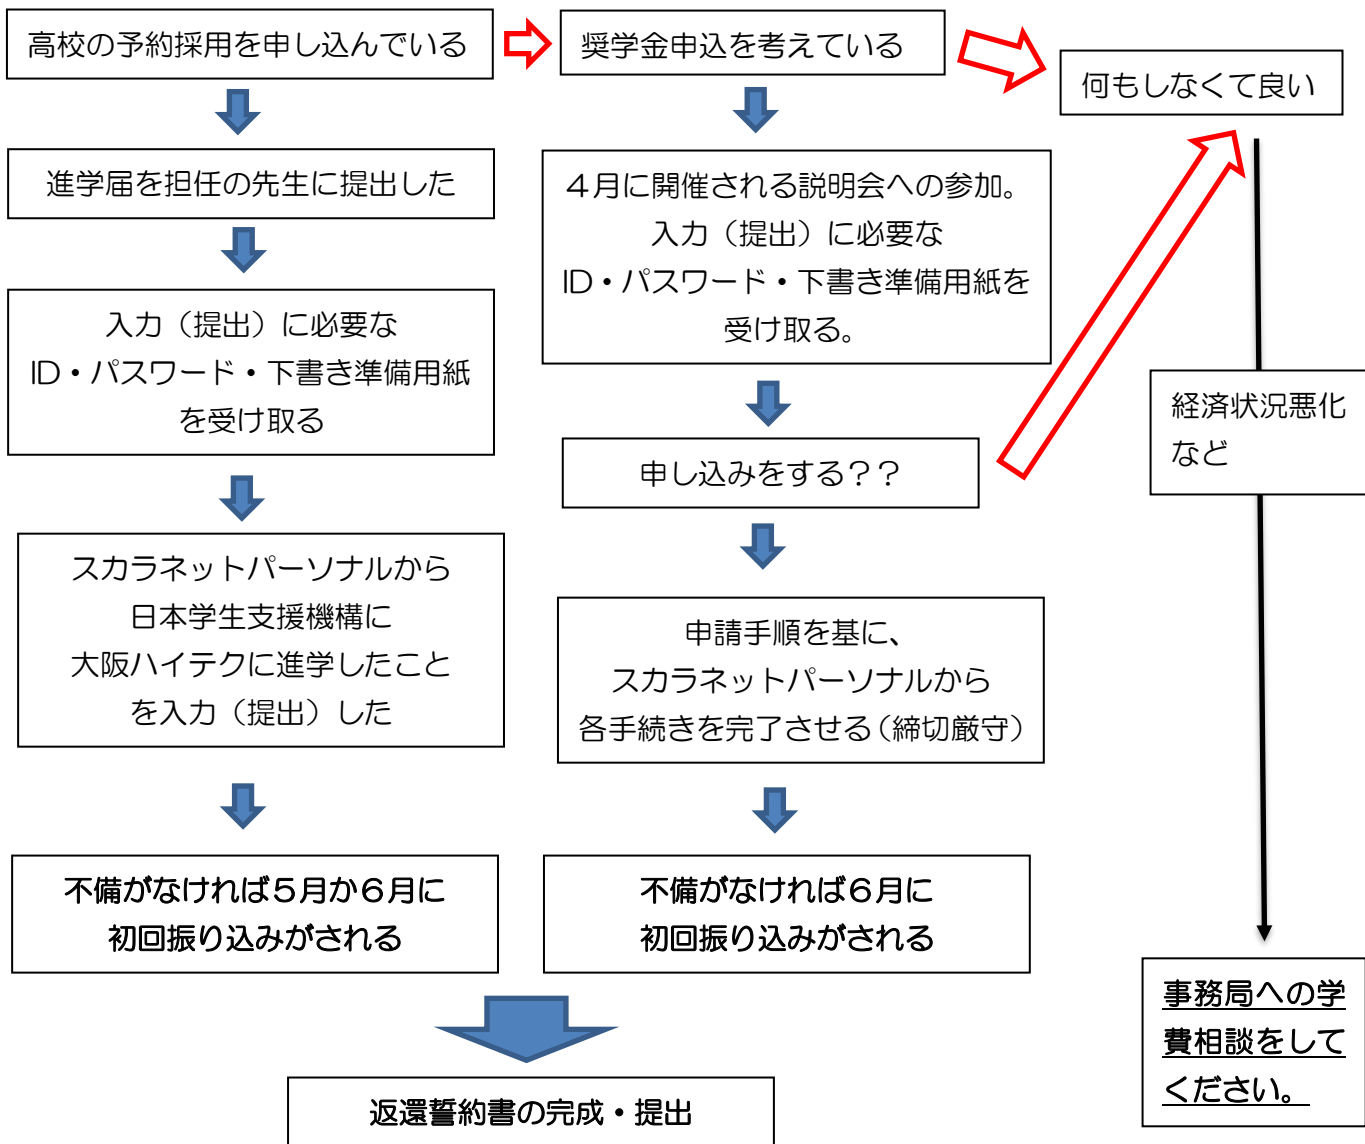 高校の予約採用を申し込んでいる
奨学金申込を考えている
何もしなくて良い
進学届を担任の先生に提出した
４月に開催される説明会への参加。
入力（提出）に必要な
ID・パスワード・下書き準備用紙を
受け取る。
入力（提出）に必要な
ID・パスワード・下書き準備用紙
を受け取る
経済状況悪化
など
申し込みをする？？
スカラネットパーソナルから
日本学生支援機構に
大阪ハイテクに進学したこと
を入力（提出）した
申請手順を基に、
スカラネットパーソナルから
各手続きを完了させる（締切厳守）
不備がなければ５月か６月に
初回振り込みがされる
不備がなければ６月に
初回振り込みがされる
事務局への学
費相談をして
ください。
返還誓約書の完成・提出